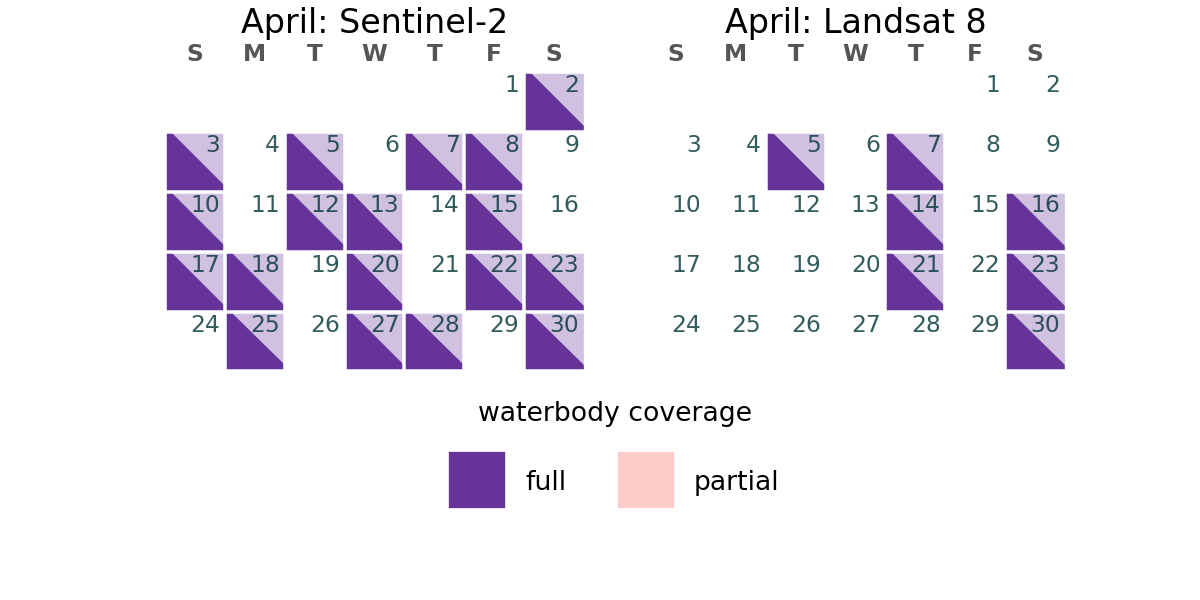 April: Sentinel-2
S M T W T F S
1 2
3 4 5 6 7 8 9
10 11 12 13 14 15 16
17 18 19 20 21 22 23
24 25 26 27 28 29 30
April: Landsat 8
S M T W T F S
1 2
3 4 5 6 7 8 9
10 11 12 13 14 15 16
17 18 19 20 21 22 23
24 25 26 27 28 29 30
waterbody coverage
full partial